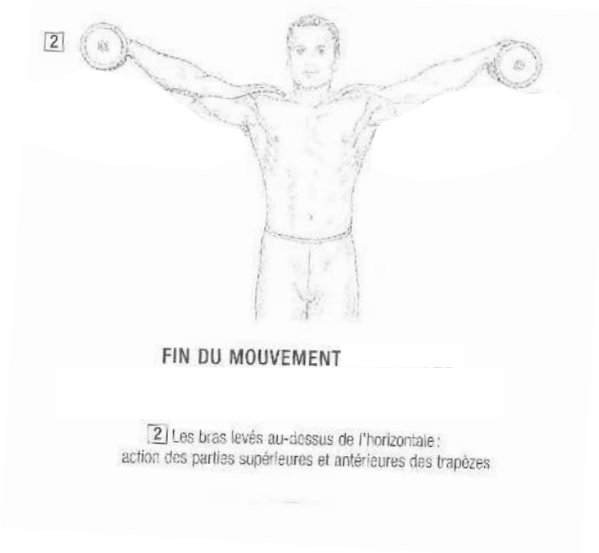 2
FIN DU MOUVEMENT
2 Les bras levés au-dessus de l'horizontale :
action des parties supérieures et antérieures des trapèzes